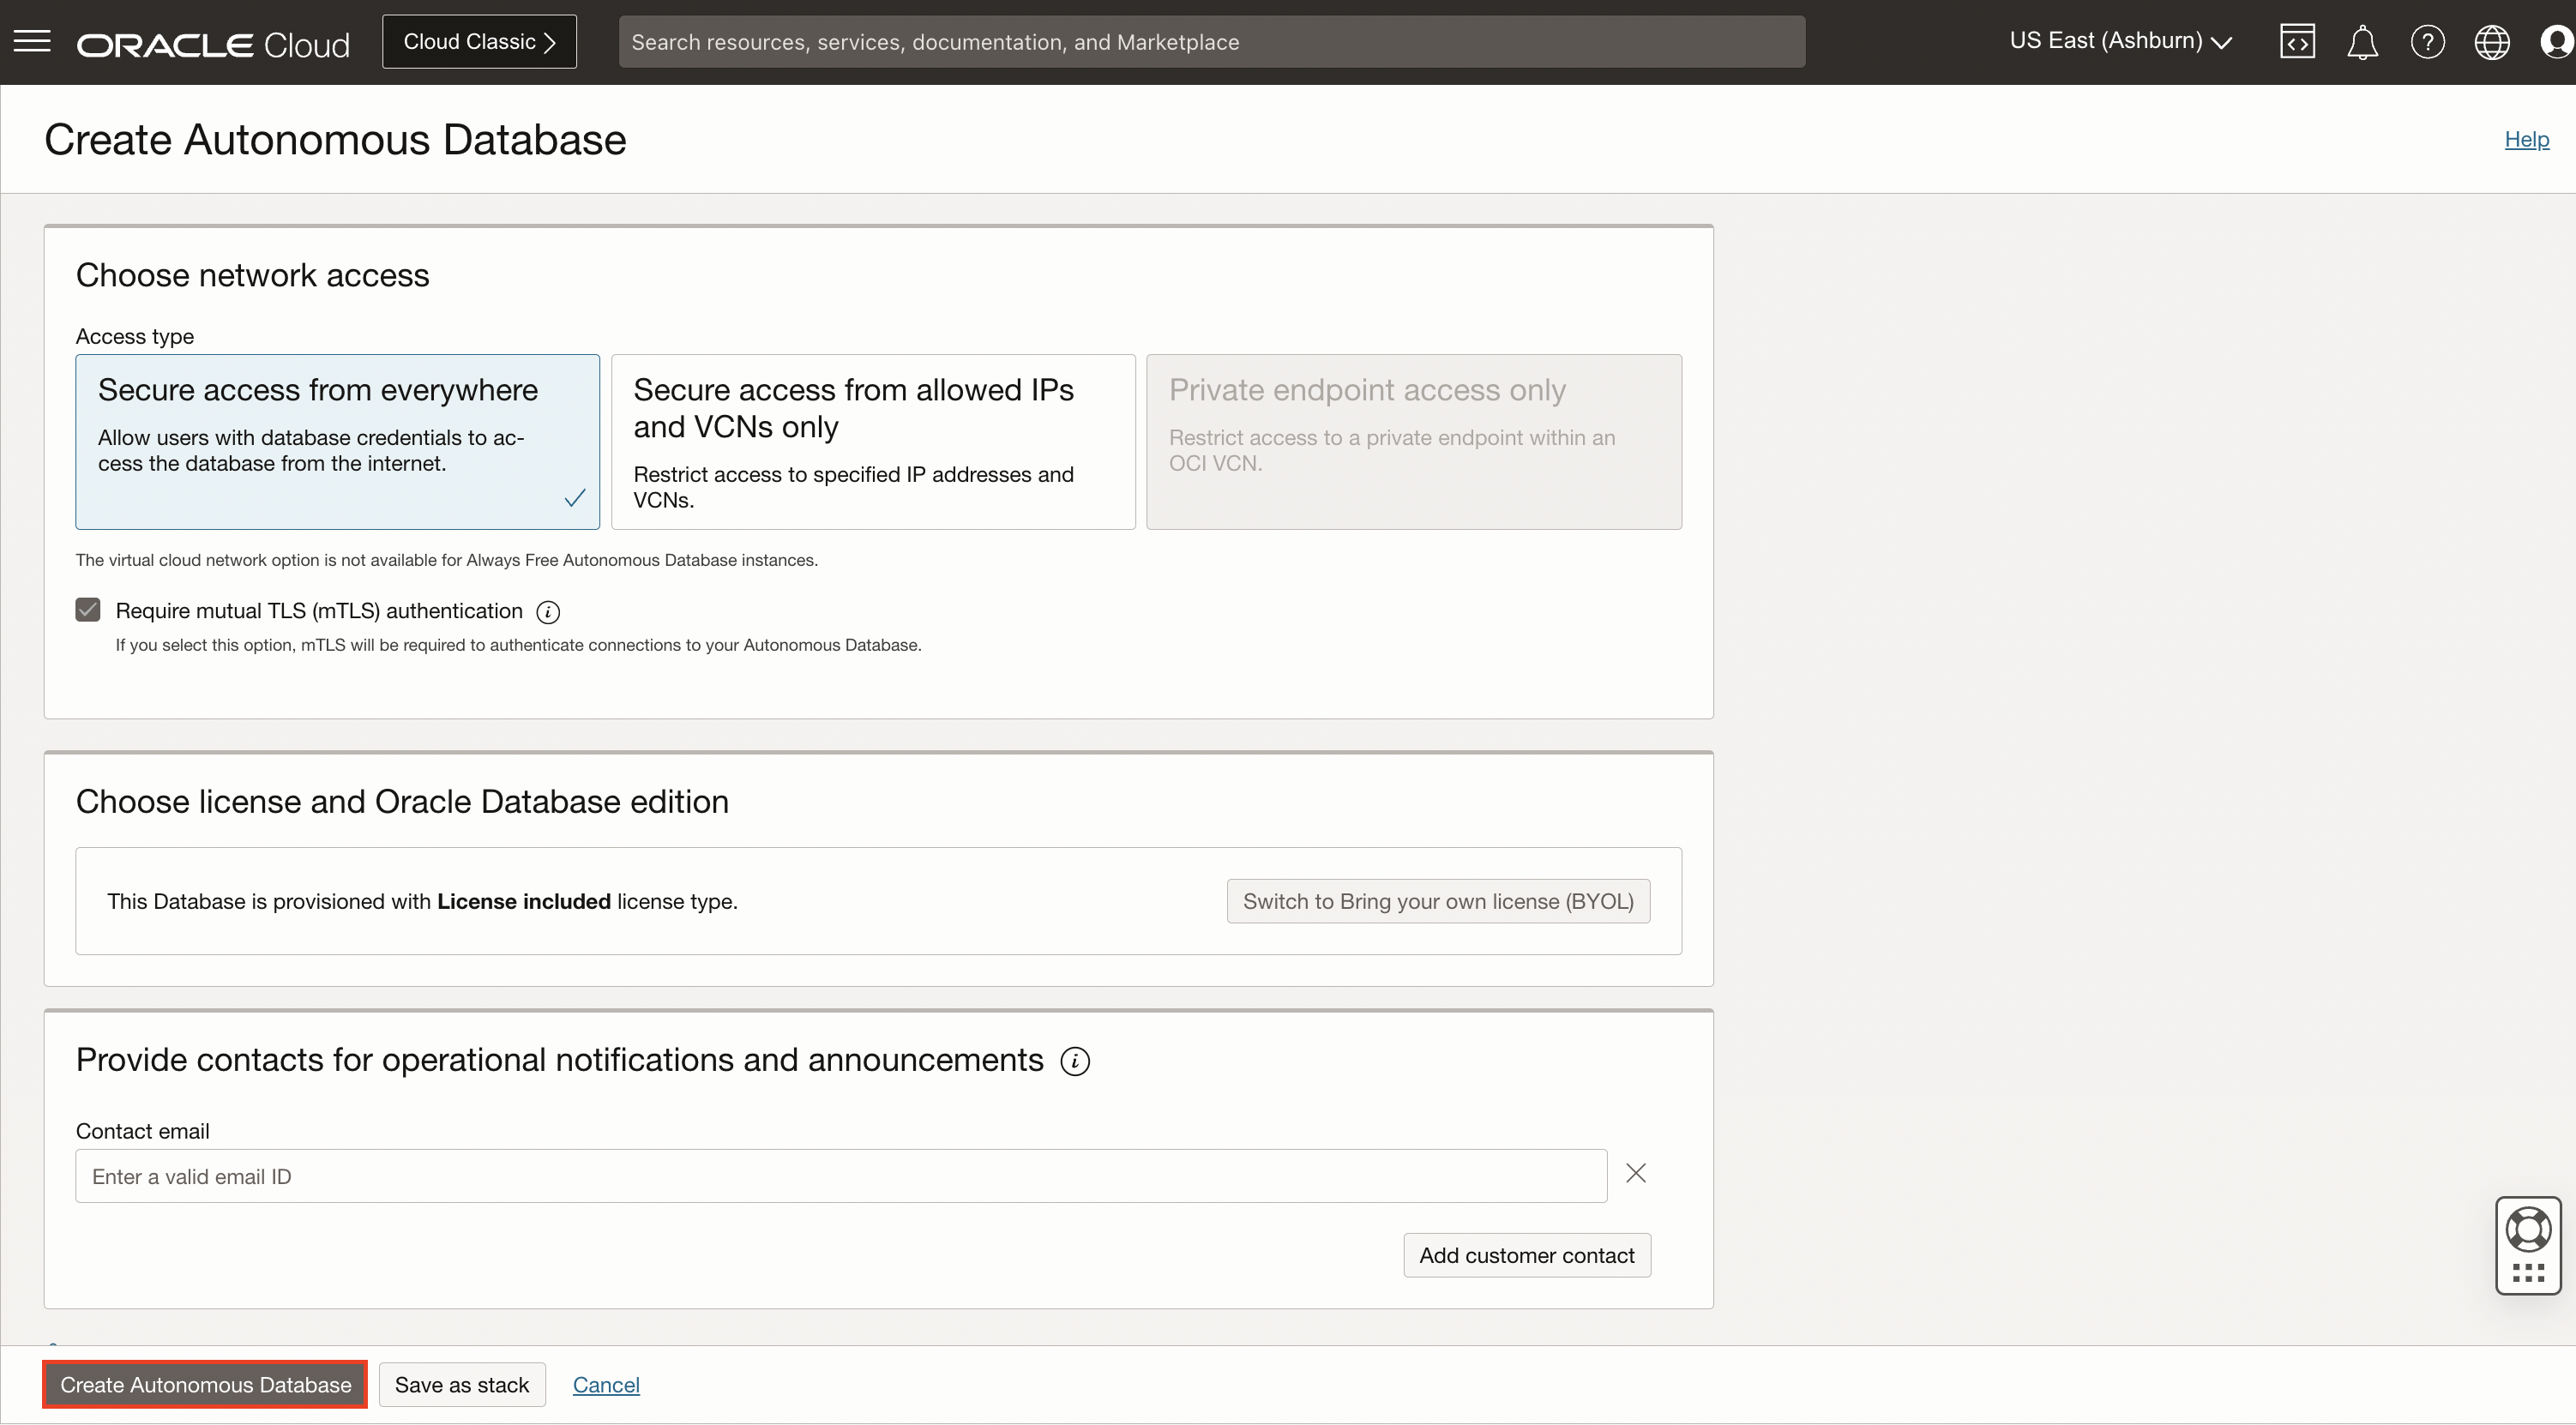 ORACLE Cloud
Cloud Classic
Search resources, services, documentation, and Marketplace
US East (Ashburn)
Create Autonomous Database
Help
Choose network access
Access type
Secure access from everywhere
Allow users with database credentials to ac-
cess the database from the internet.
Secure access from allowed IPs
and VCNs only
Restrict access to specified IP addresses and
VCNs.
Private endpoint access only
Restrict access to a private endpoint within an
OCI VCN.
The virtual cloud network option is not available for Always Free Autonomous Database instances.
Require mutual TLS (mTLS) authentication
If you select this option, mTLS will be required to authenticate connections to your Autonomous Database.
Choose license and Oracle Database edition
This Database is provisioned with License included license type.
Switch to Bring your own license (BYOL)
Provide contacts for operational notifications and announcements
Contact email
Enter a valid email ID
Add customer contact
Create Autonomous Database
Save as stack
Cancel